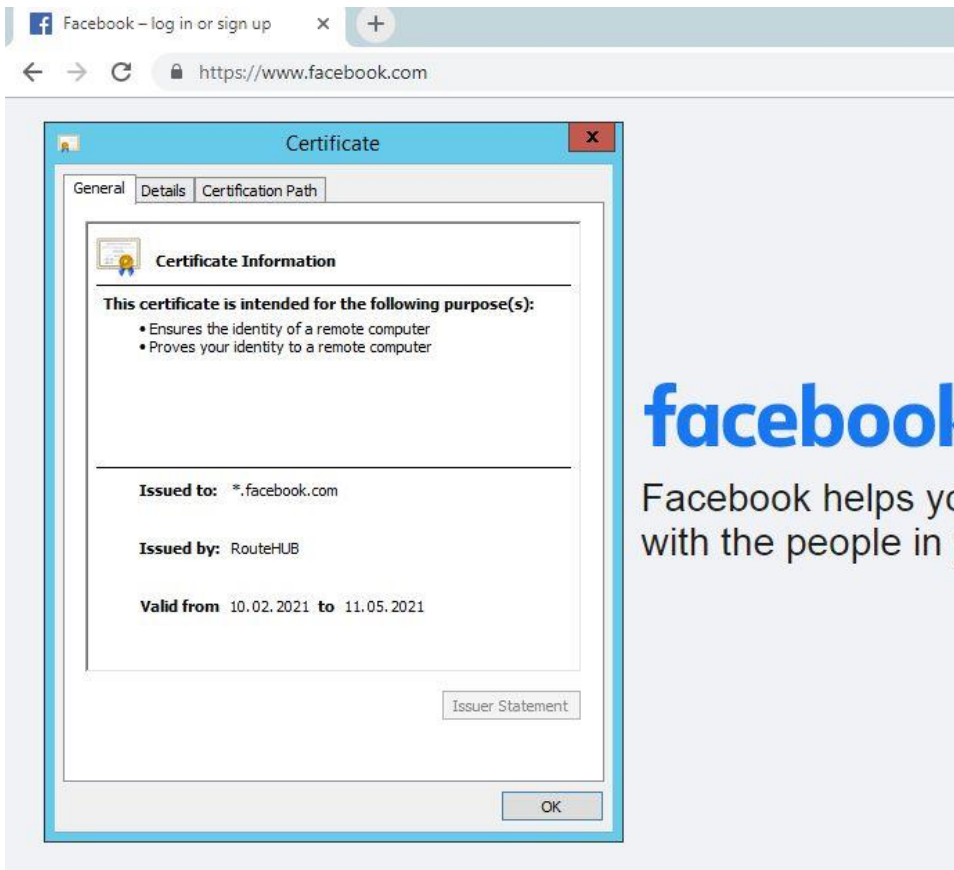 Facebook – log in or sign up
https://www.facebook.com
Certificate
General Details Certification Path
Certificate Information
This certificate is intended for the following purpose(s):
• Ensures the identity of a remote computer
• Proves your identity to a remote computer
Issued to: *.facebook.com
Issued by: RouteHUB
Valid from 10.02.2021 to 11.05.2021
Issuer Statement
OK
facebook
Facebook helps yo
with the people in